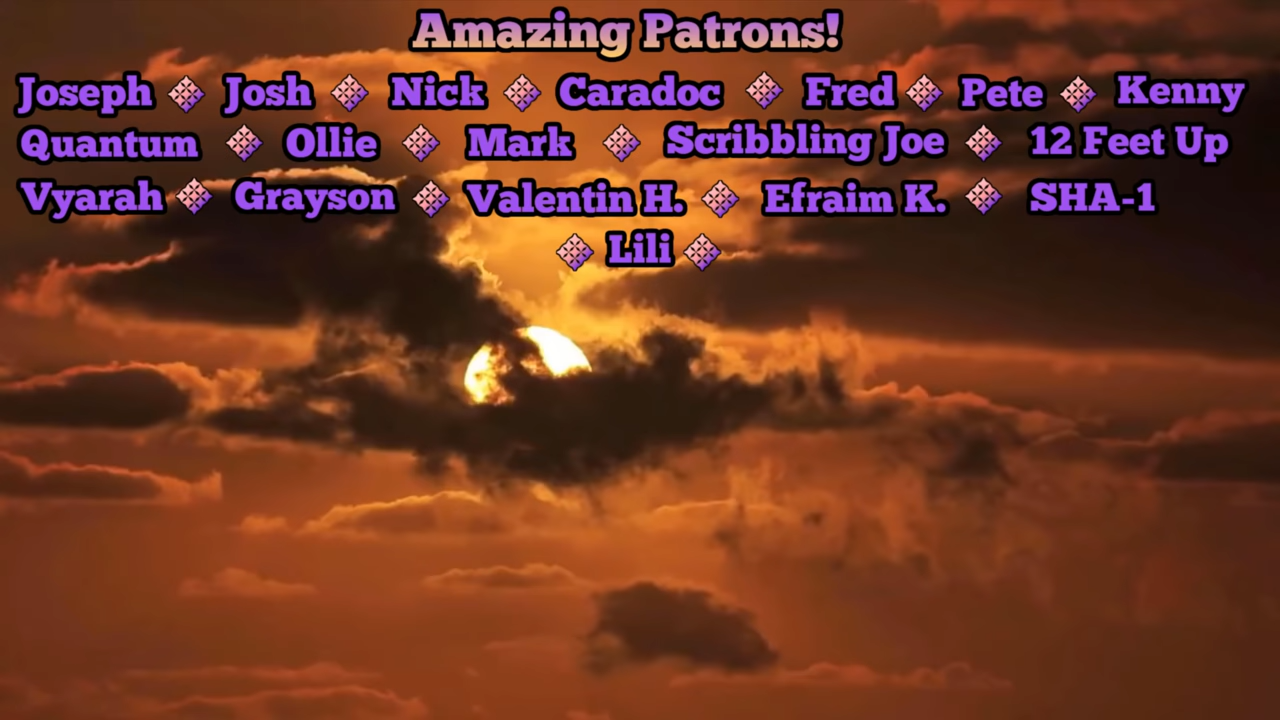 Amazing Patrons!
Joseph Josh Nick Caradoc Fred Pete Kenny
Quantum Ollie Mark Scribbling Joe 12 Feet Up
Vyarah Grayson Valentin H. Efraim K. SHA-1
Lili